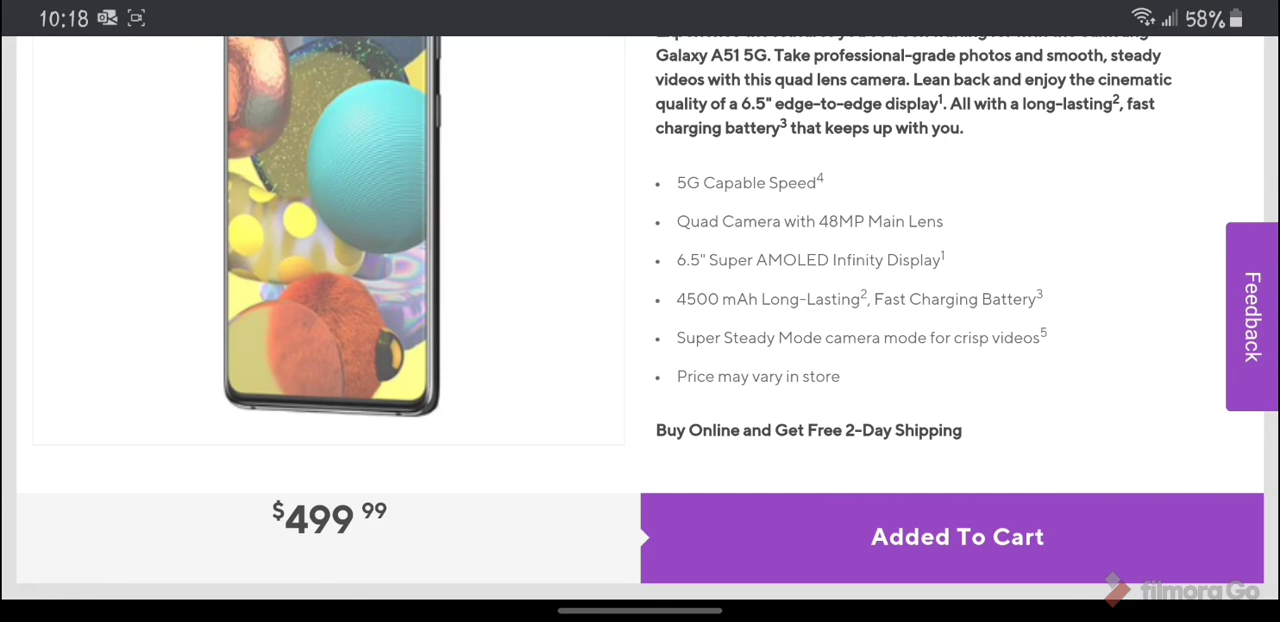 10:18
58%
Galaxy A51 5G. Take professional-grade photos and smooth, steady
videos with this quad lens camera. Lean back and enjoy the cinematic
quality of a 6.5" edge-to-edge display1. All with a long-lasting2, fast
charging battery3 that keeps up with you.
• 5G Capable Speed4
• Quad Camera with 48MP Main Lens
• 6.5" Super AMOLED Infinity Display1
• 4500 mAh Long-Lasting2, Fast Charging Battery3
• Super Steady Mode camera mode for crisp videos5
• Price may vary in store
Buy Online and Get Free 2-Day Shipping
Feedback
$499 99
Added To Cart
filmoraGo